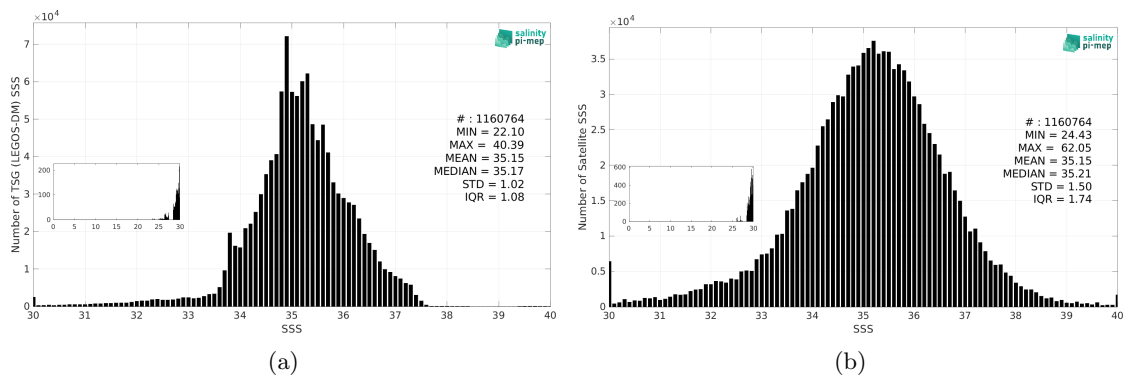 ×10⁴
salinity
pi-mep
Number of TSG (LEGOS-DM) SSS
7
6
5
4
3
2
1
0
# : 1160764
MIN = 22.10
MAX = 40.39
MEAN = 35.15
MEDIAN = 35.17
STD = 1.02
IQR = 1.08
200
100
0
0 5 10 15 20 25 30
30 31 32 33 34 35 36 37 38 39 40
SSS
(a)
×10⁴
salinity
pi-mep
Number of Satellite SSS
3.5
3
2.5
2
1.5
1
0.5
0
# : 1160764
MIN = 24.43
MAX = 62.05
MEAN = 35.15
MEDIAN = 35.21
STD = 1.50
IQR = 1.74
600
400
200
0
0 5 10 15 20 25 30
30 31 32 33 34 35 36 37 38 39 40
SSS
(b)